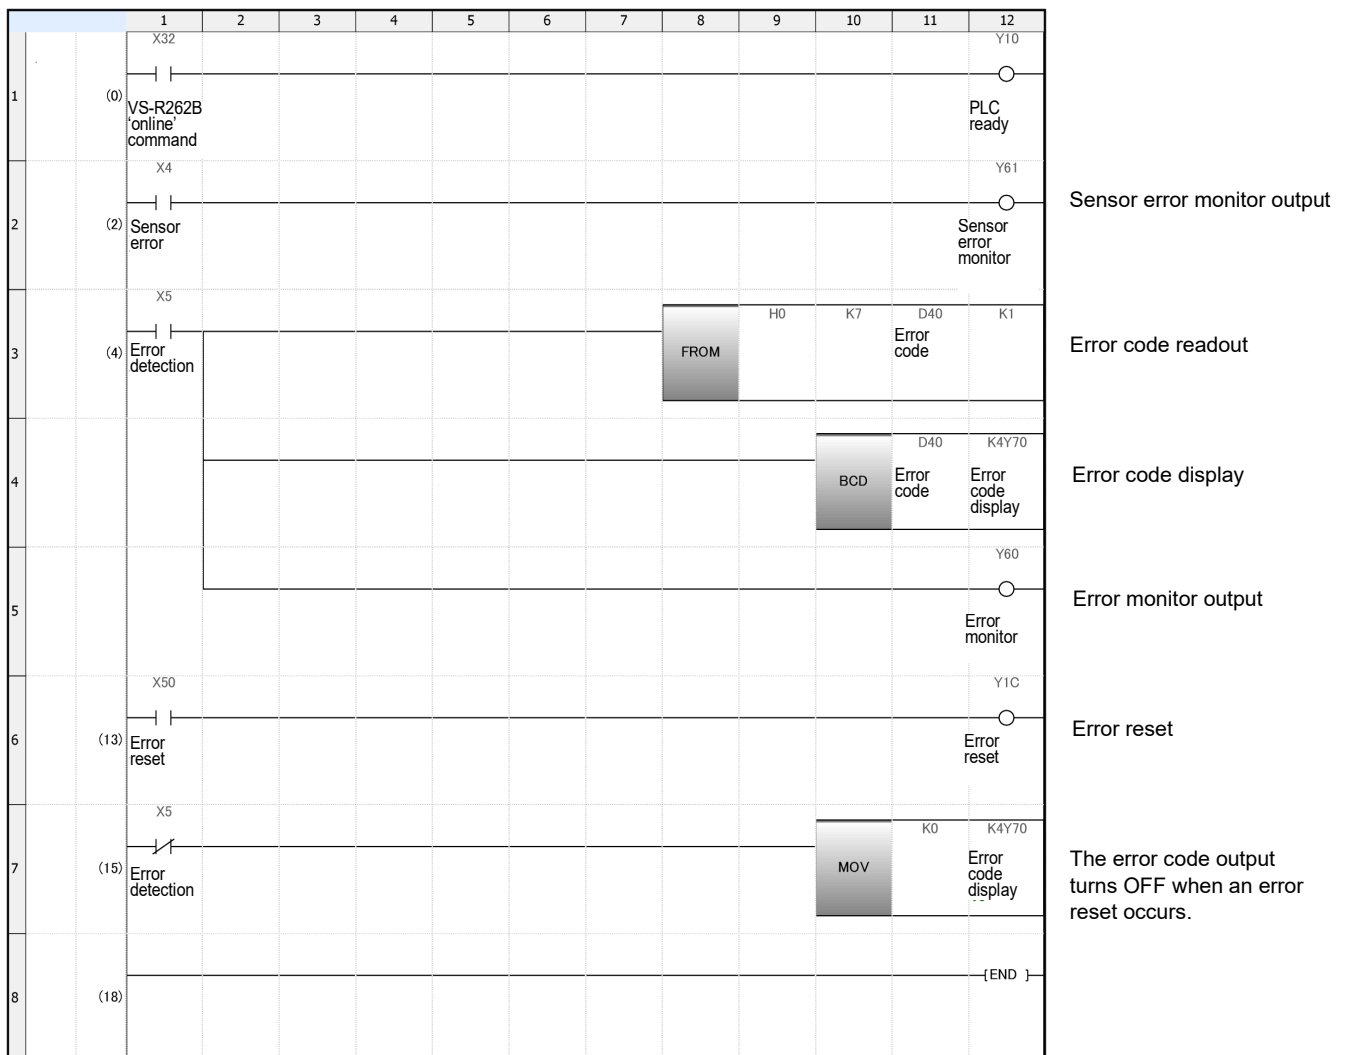 1 2 3 4 5 6 7 8 9 10 11 12
X32 Y10
1 (0)
VS-R262B
‘online’
command
PLC
ready
X4 Y61
Sensor error monitor output
2 (2)
Sensor
error
Sensor
error
monitor
X5
H0 K7 D40 K1
3 (4)
Error
detection
FROM
Error
code
Error code readout
D40 K4Y70
4
BCD
Error
code
Error
code
display
Error code display
Y60
5
Error
monitor
Error monitor output
X50 Y1C
6 (13)
Error
reset
Error
reset
Error reset
X5
K0 K4Y70
7 (15)
Error
detection
MOV
Error
code
display
The error code output
turns OFF when an error
reset occurs.
[END ]
8 (18)